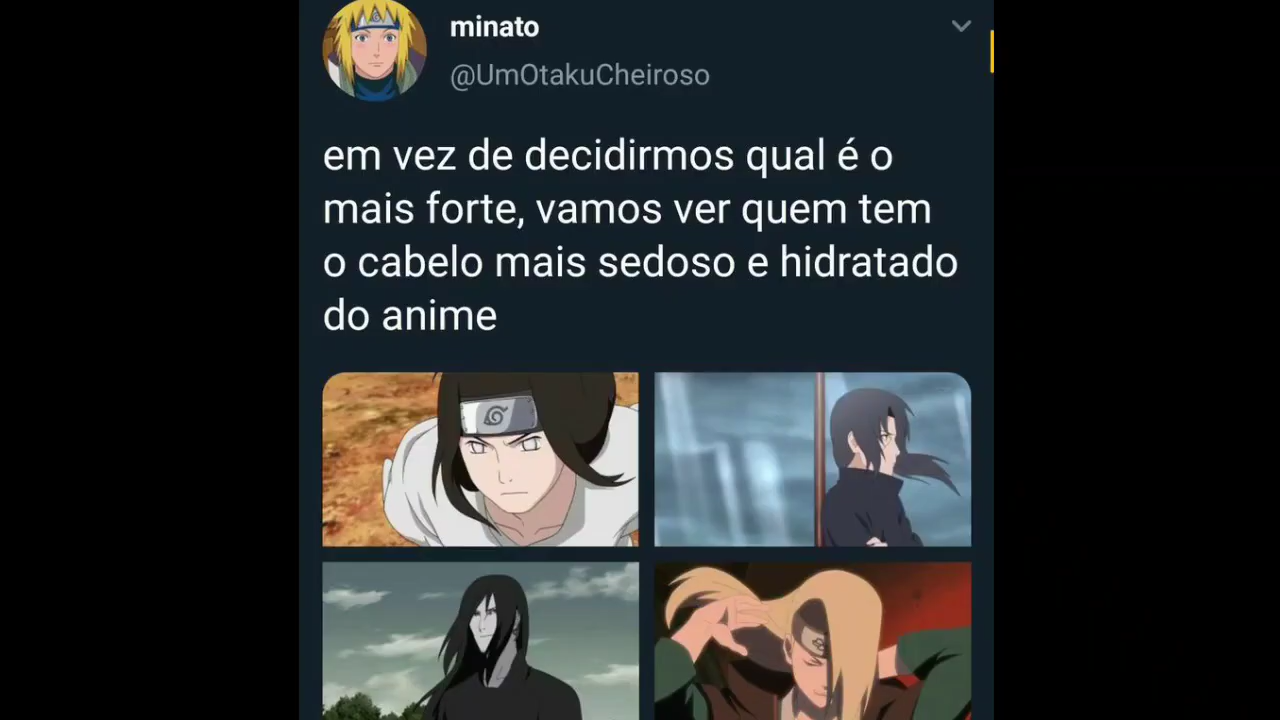 minato
@UmOtakuCheiroso
em vez de decidirmos qual é o
mais forte, vamos ver quem tem
o cabelo mais sedoso e hidratado
do anime